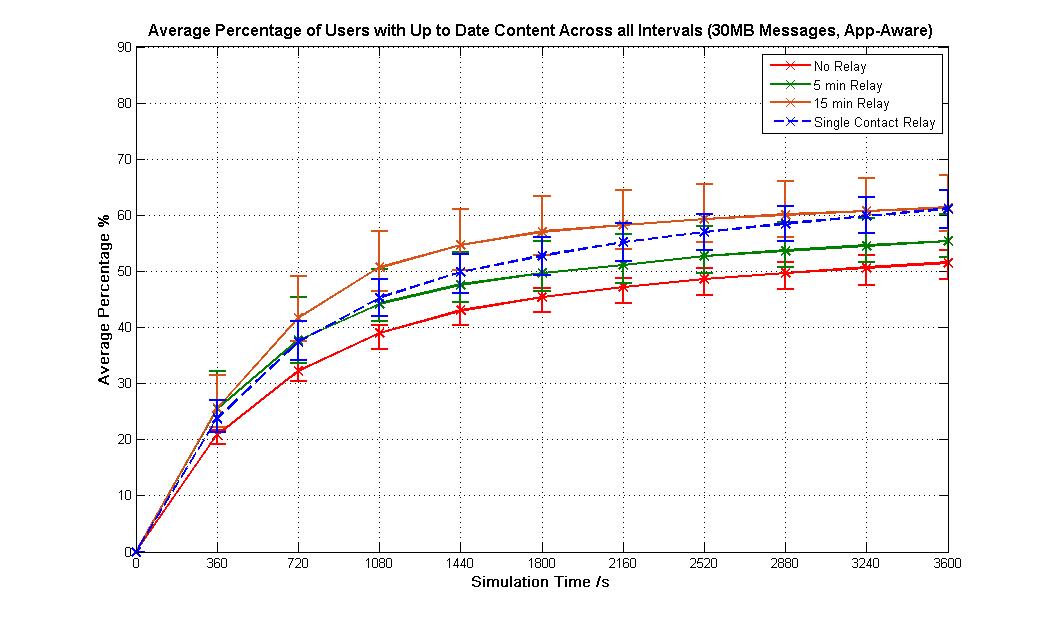 Average Percentage of Users with Up to Date Content Across all Intervals (30MB Messages, App-Aware)
No Relay
5 min Relay
15 min Relay
Single Contact Relay
Average Percentage %
90
80
70
60
50
40
30
20
10
0
0 360 720 1080 1440 1800 2160 2520 2880 3240 3600
Simulation Time /s